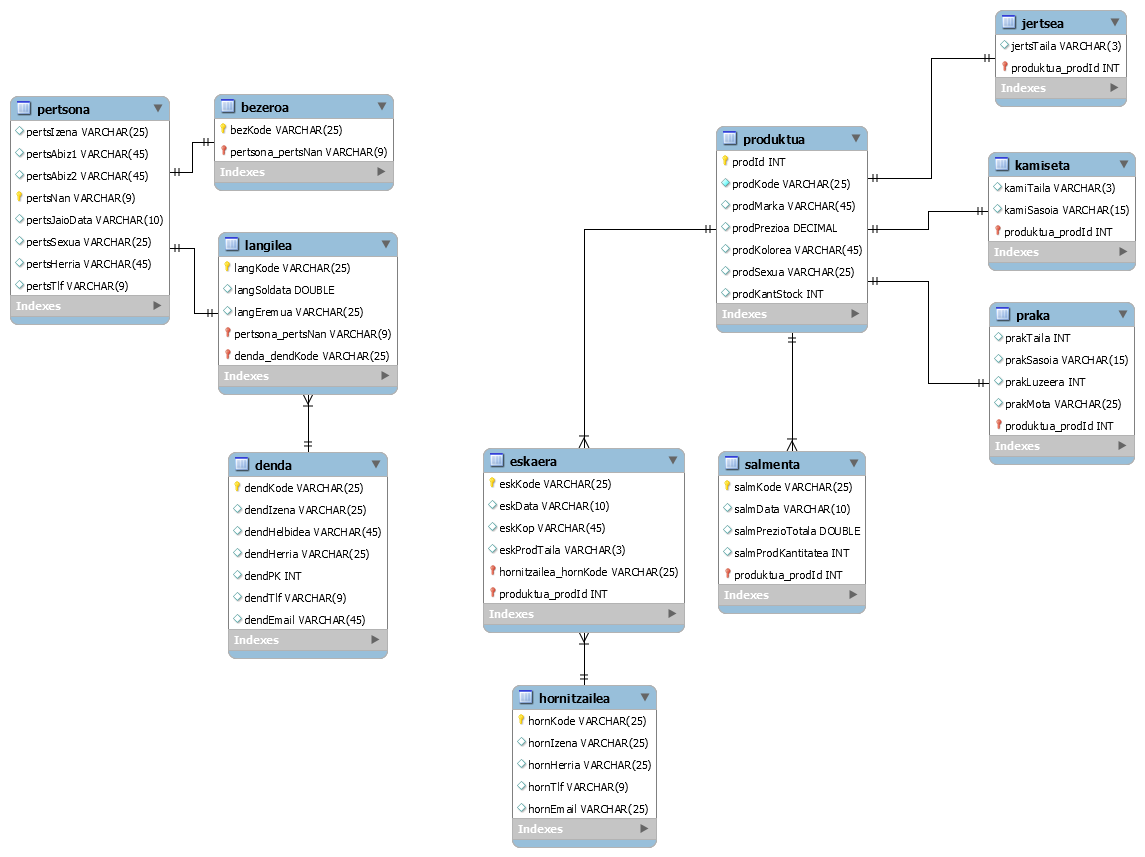 pertsona
pertsIzena VARCHAR(25)
pertsAbiz1 VARCHAR(45)
pertsAbiz2 VARCHAR(45)
pertsNan VARCHAR(9)
pertsJaioData VARCHAR(10)
pertsSexua VARCHAR(25)
pertsHerria VARCHAR(45)
pertsTlf VARCHAR(9)
Indexes
bezeroa
bezKode VARCHAR(25)
pertsona_pertsNan VARCHAR(9)
Indexes
langilea
langKode VARCHAR(25)
langSoldata DOUBLE
langEremua VARCHAR(25)
pertsona_pertsNan VARCHAR(9)
denda_dendKode VARCHAR(25)
Indexes
denda
dendKode VARCHAR(25)
dendIzena VARCHAR(25)
dendHelbidea VARCHAR(45)
dendHerria VARCHAR(25)
dendPK INT
dendTlf VARCHAR(9)
dendEmail VARCHAR(45)
Indexes
produktua
prodId INT
prodKode VARCHAR(25)
prodMarka VARCHAR(45)
prodPrezioa DECIMAL
prodKolorea VARCHAR(45)
prodSexua VARCHAR(25)
prodKantStock INT
Indexes
jertsea
jertsTaila VARCHAR(3)
produktua_prodId INT
Indexes
kamiseta
kamiTaila VARCHAR(3)
kamiSasoia VARCHAR(15)
produktua_prodId INT
Indexes
praka
prakTaila INT
prakSasoia VARCHAR(15)
prakLuzeera INT
prakMota VARCHAR(25)
produktua_prodId INT
Indexes
eskaera
eskKode VARCHAR(25)
eskData VARCHAR(10)
eskKop VARCHAR(45)
eskProdTaila VARCHAR(3)
hornitzailea_hornKode VARCHAR(25)
produktua_prodId INT
Indexes
salmenta
salmKode VARCHAR(25)
salmData VARCHAR(10)
salmPrezioTotala DOUBLE
salmProdKantitatea INT
produktua_prodId INT
Indexes
hornitzailea
hornKode VARCHAR(25)
hornIzena VARCHAR(25)
hornHerria VARCHAR(25)
hornTlf VARCHAR(9)
hornEmail VARCHAR(25)
Indexes